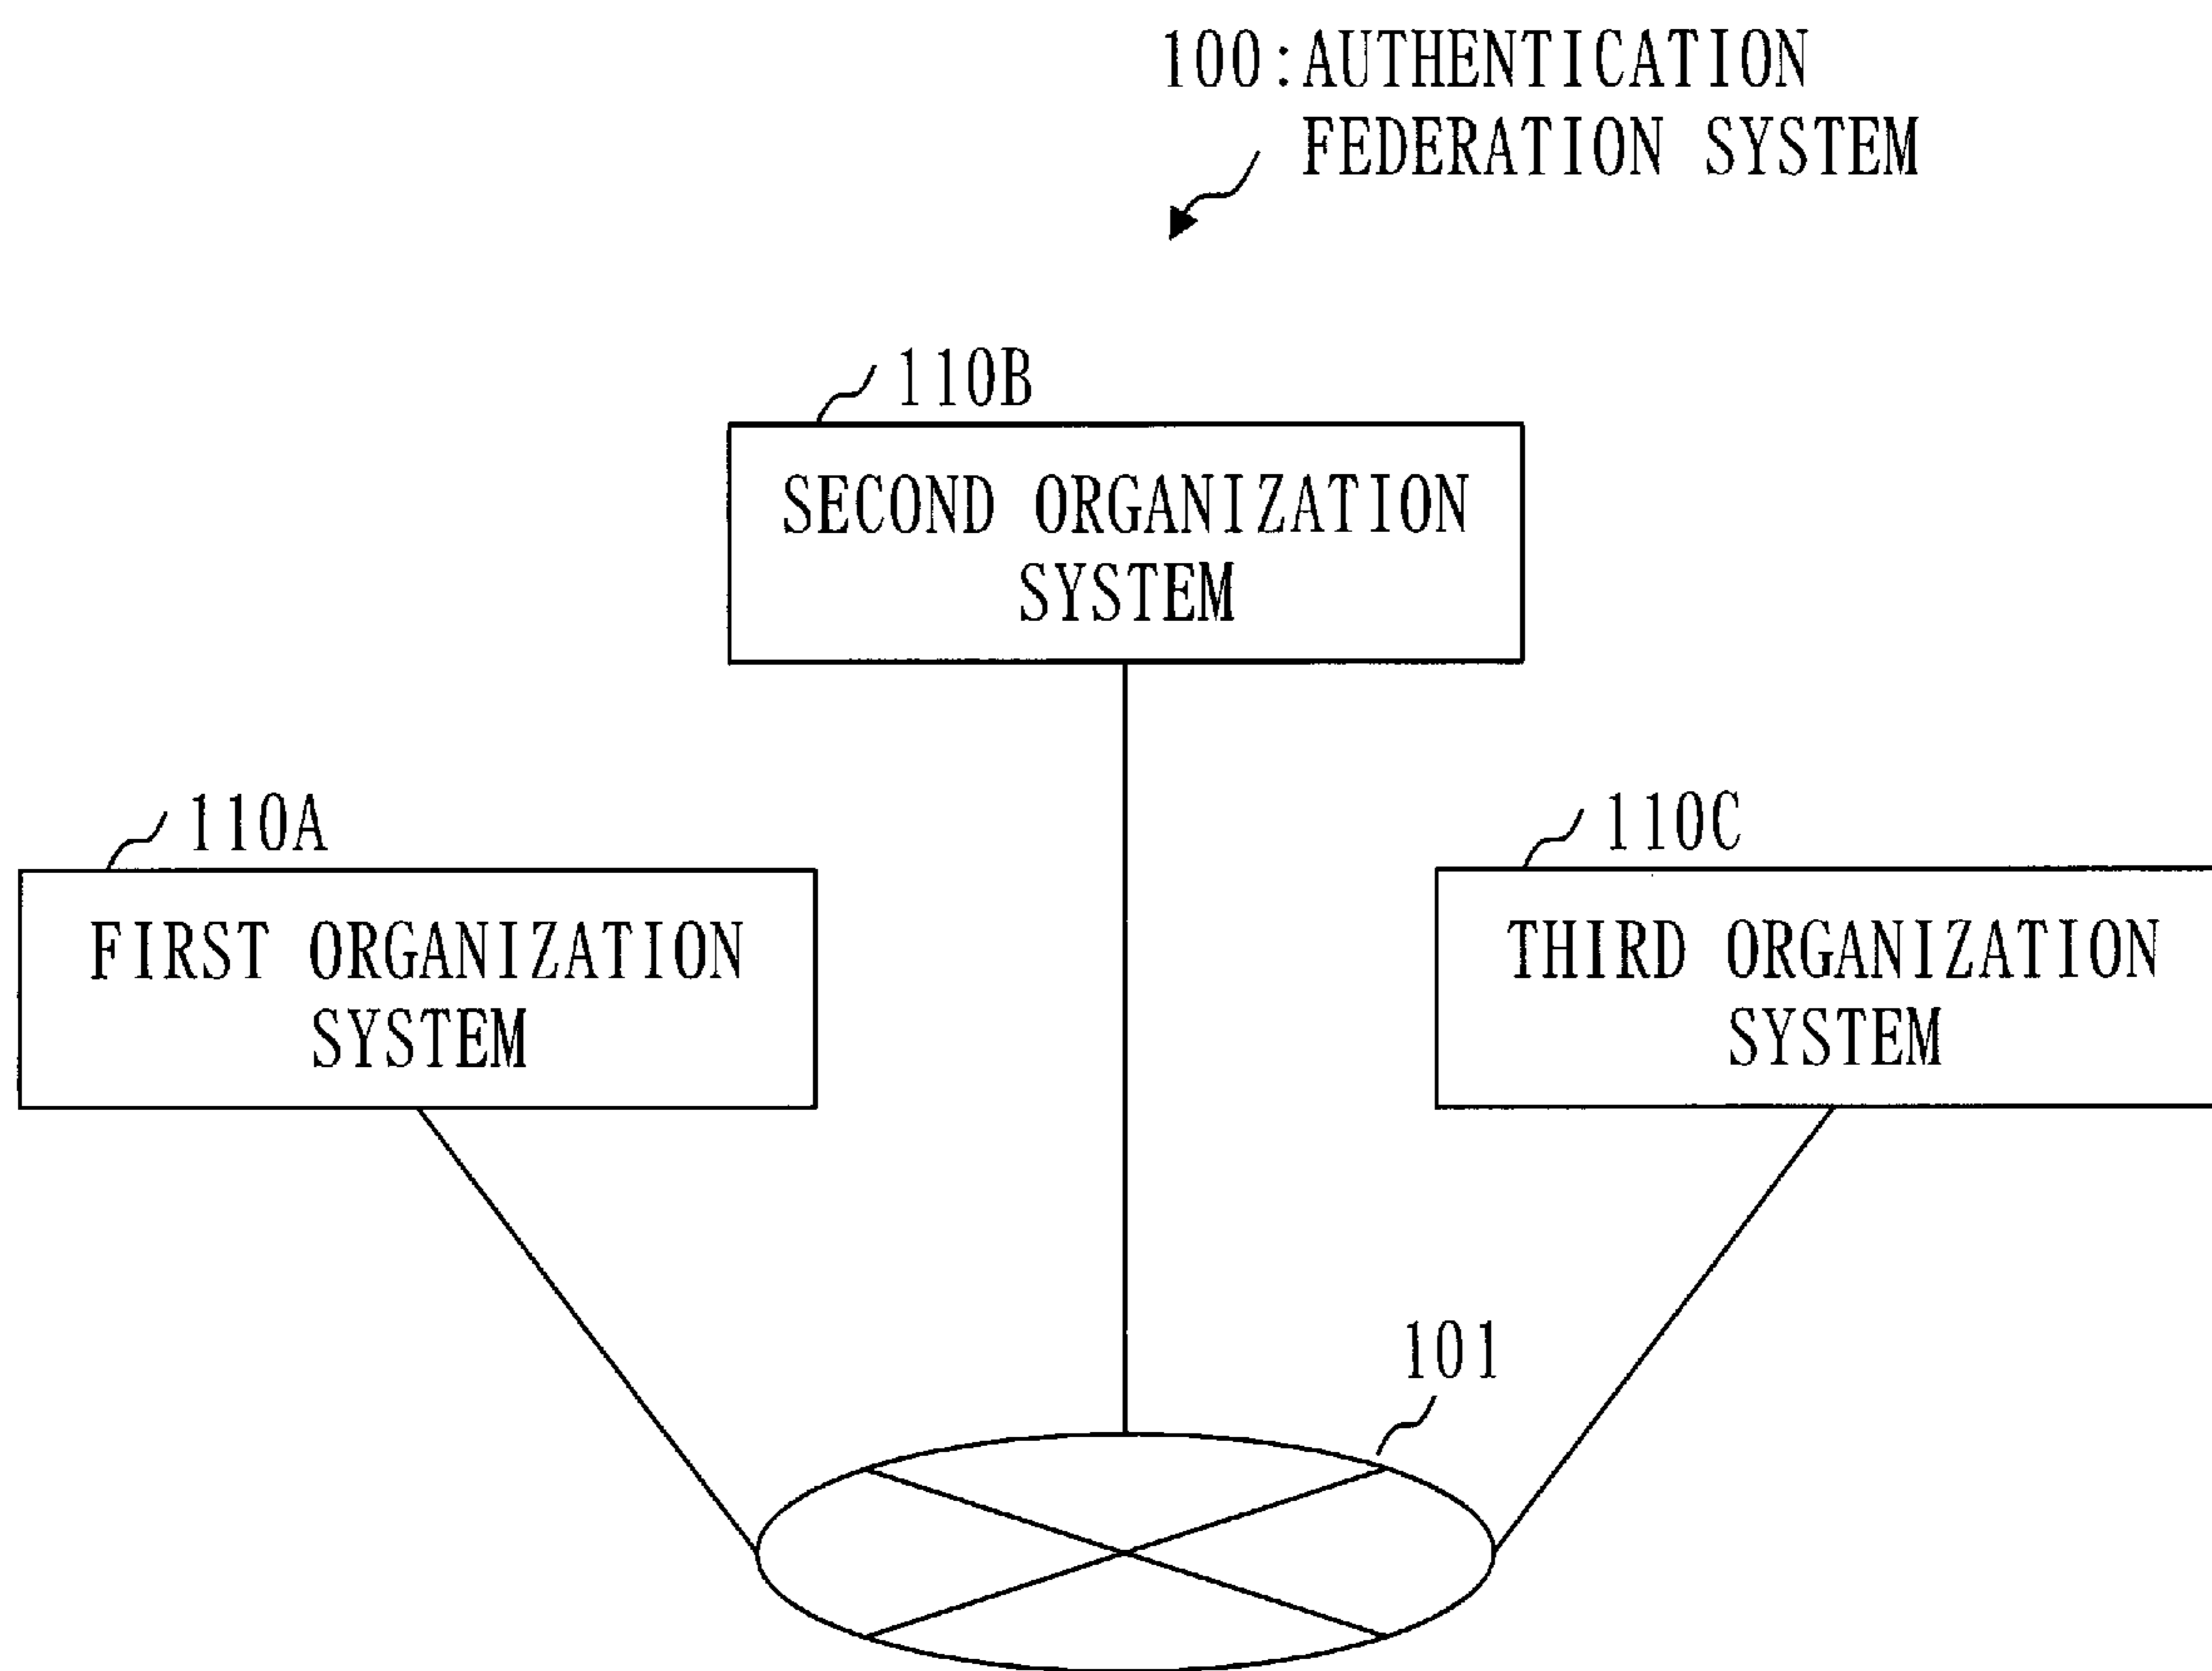 100:AUTHENTICATION
FEDERATION SYSTEM
110B
SECOND ORGANIZATION
SYSTEM
110A
FIRST ORGANIZATION
SYSTEM
110C
THIRD ORGANIZATION
SYSTEM
101